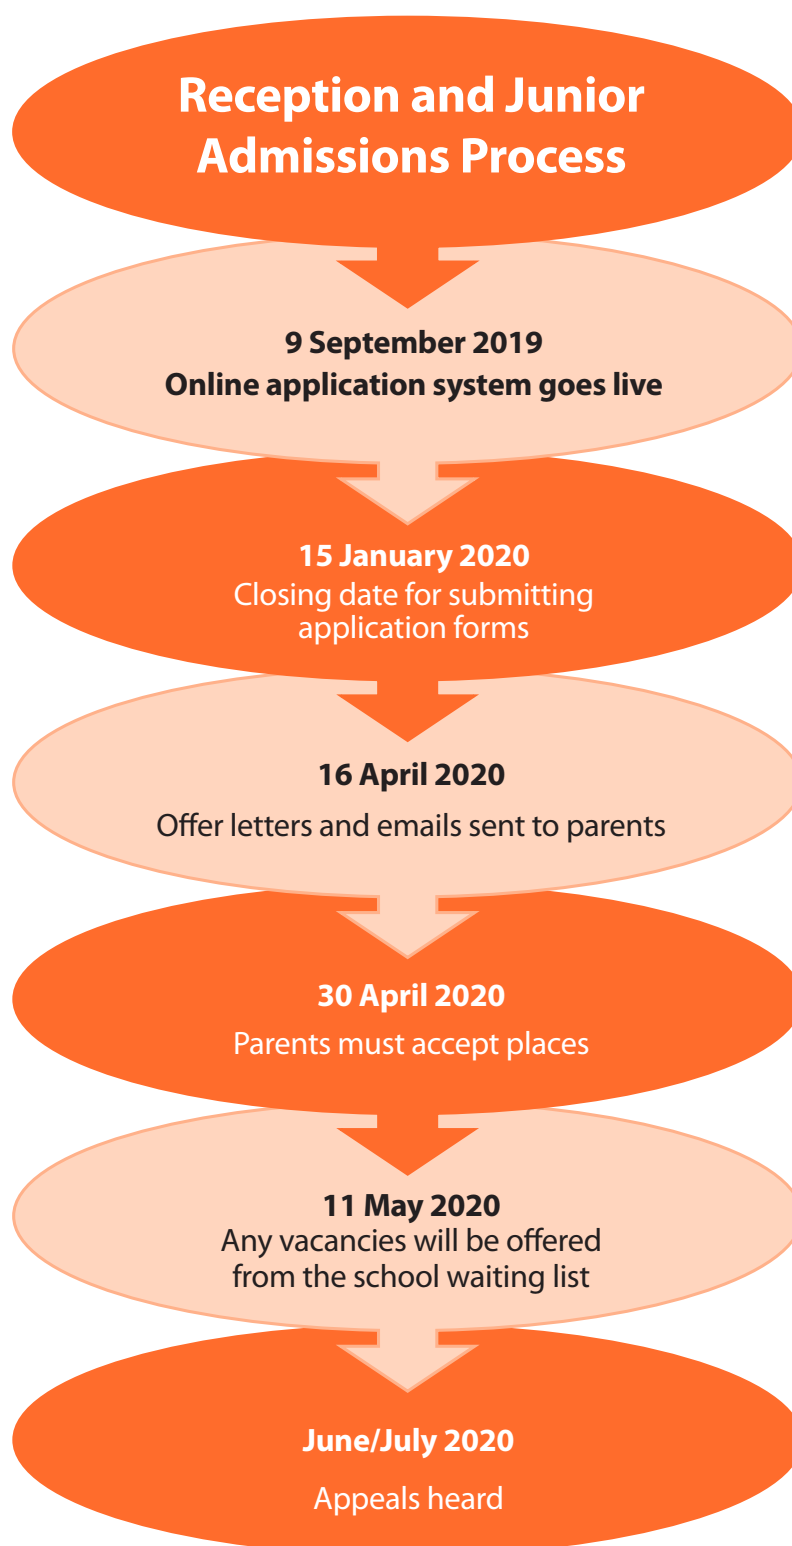 Reception and Junior
Admissions Process
9 September 2019
Online application system goes live
15 January 2020
Closing date for submitting
application forms
16 April 2020
Offer letters and emails sent to parents
30 April 2020
Parents must accept places
11 May 2020
Any vacancies will be offered
from the school waiting list
June/July 2020
Appeals heard